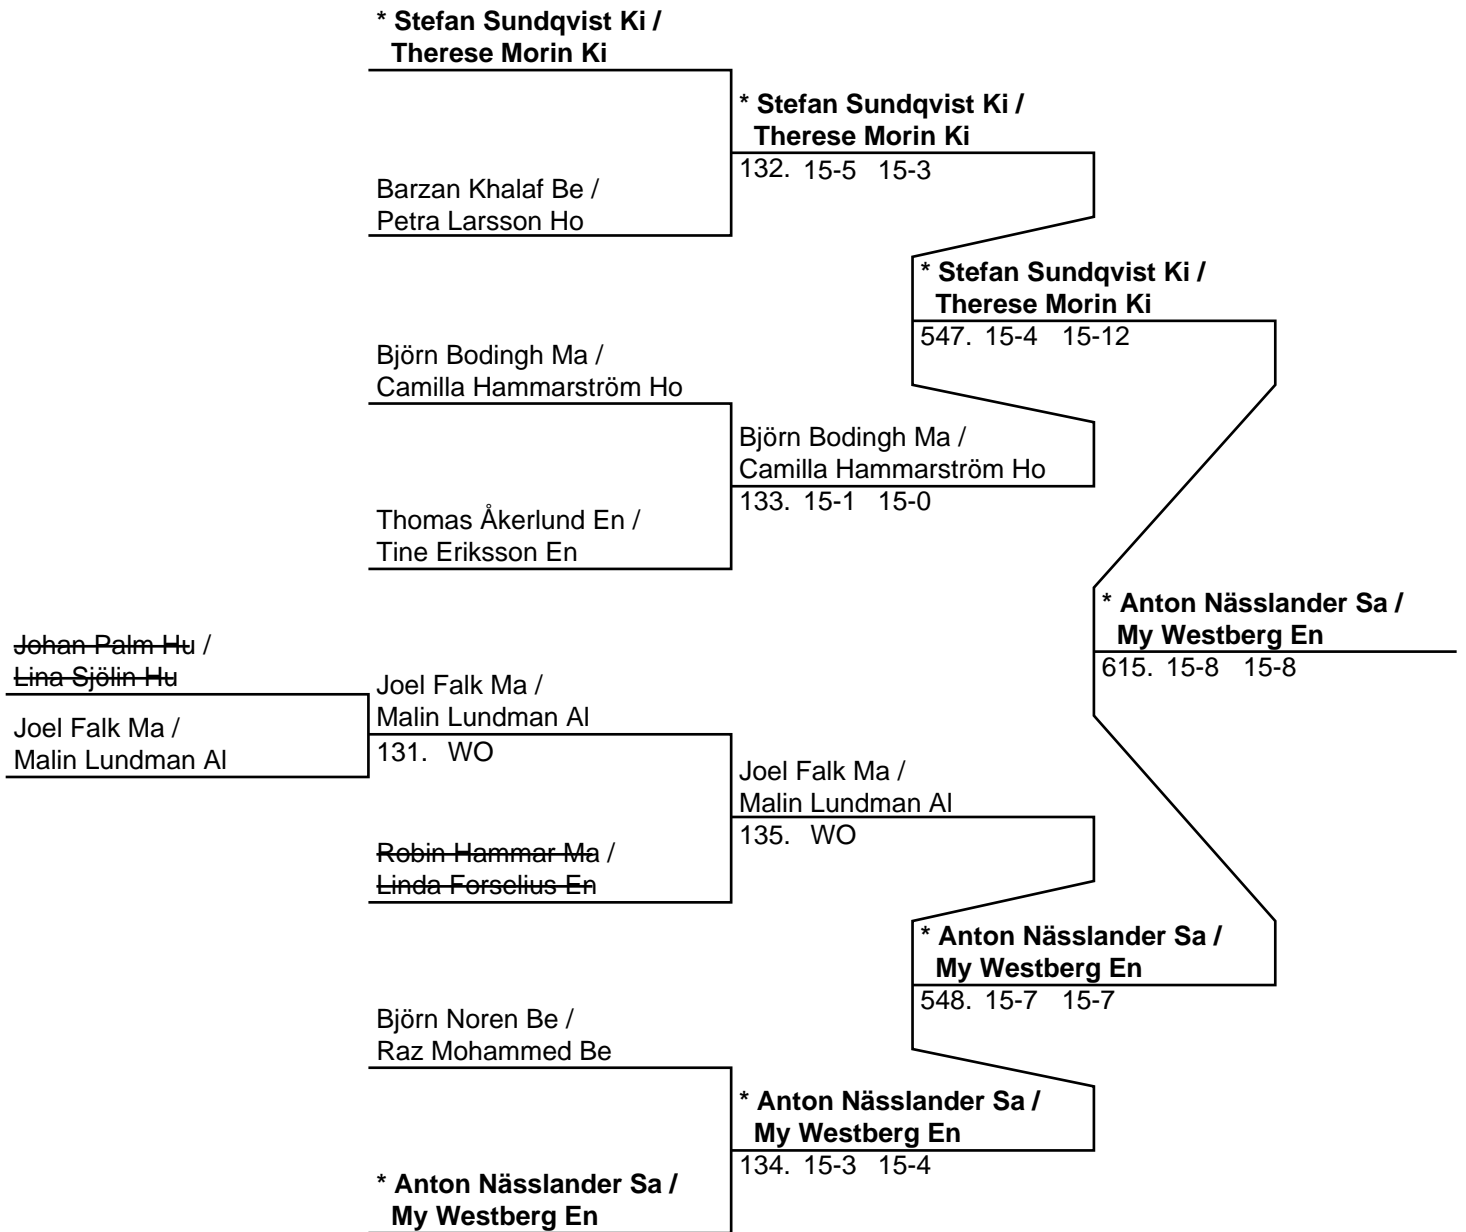 * Stefan Sundqvist Ki /
Therese Morin Ki
* Stefan Sundqvist Ki /
Therese Morin Ki
132. 15-5 15-3
Barzan Khalaf Be /
Petra Larsson Ho
* Stefan Sundqvist Ki /
Therese Morin Ki
547. 15-4 15-12
Björn Bodingh Ma /
Camilla Hammarström Ho
Björn Bodingh Ma /
Camilla Hammarström Ho
133. 15-1 15-0
Thomas Åkerlund En /
Tine Eriksson En
* Anton Nässlander Sa /
My Westberg En
615. 15-8 15-8
Johan Palm Hu /
Lina Sjölin Hu
Joel Falk Ma /
Malin Lundman Al
131. WO
Joel Falk Ma /
Malin Lundman Al
Joel Falk Ma /
Malin Lundman Al
135. WO
Robin Hammar Ma /
Linda Forselius En
* Anton Nässlander Sa /
My Westberg En
548. 15-7 15-7
Björn Noren Be /
Raz Mohammed Be
* Anton Nässlander Sa /
My Westberg En
134. 15-3 15-4
* Anton Nässlander Sa /
My Westberg En